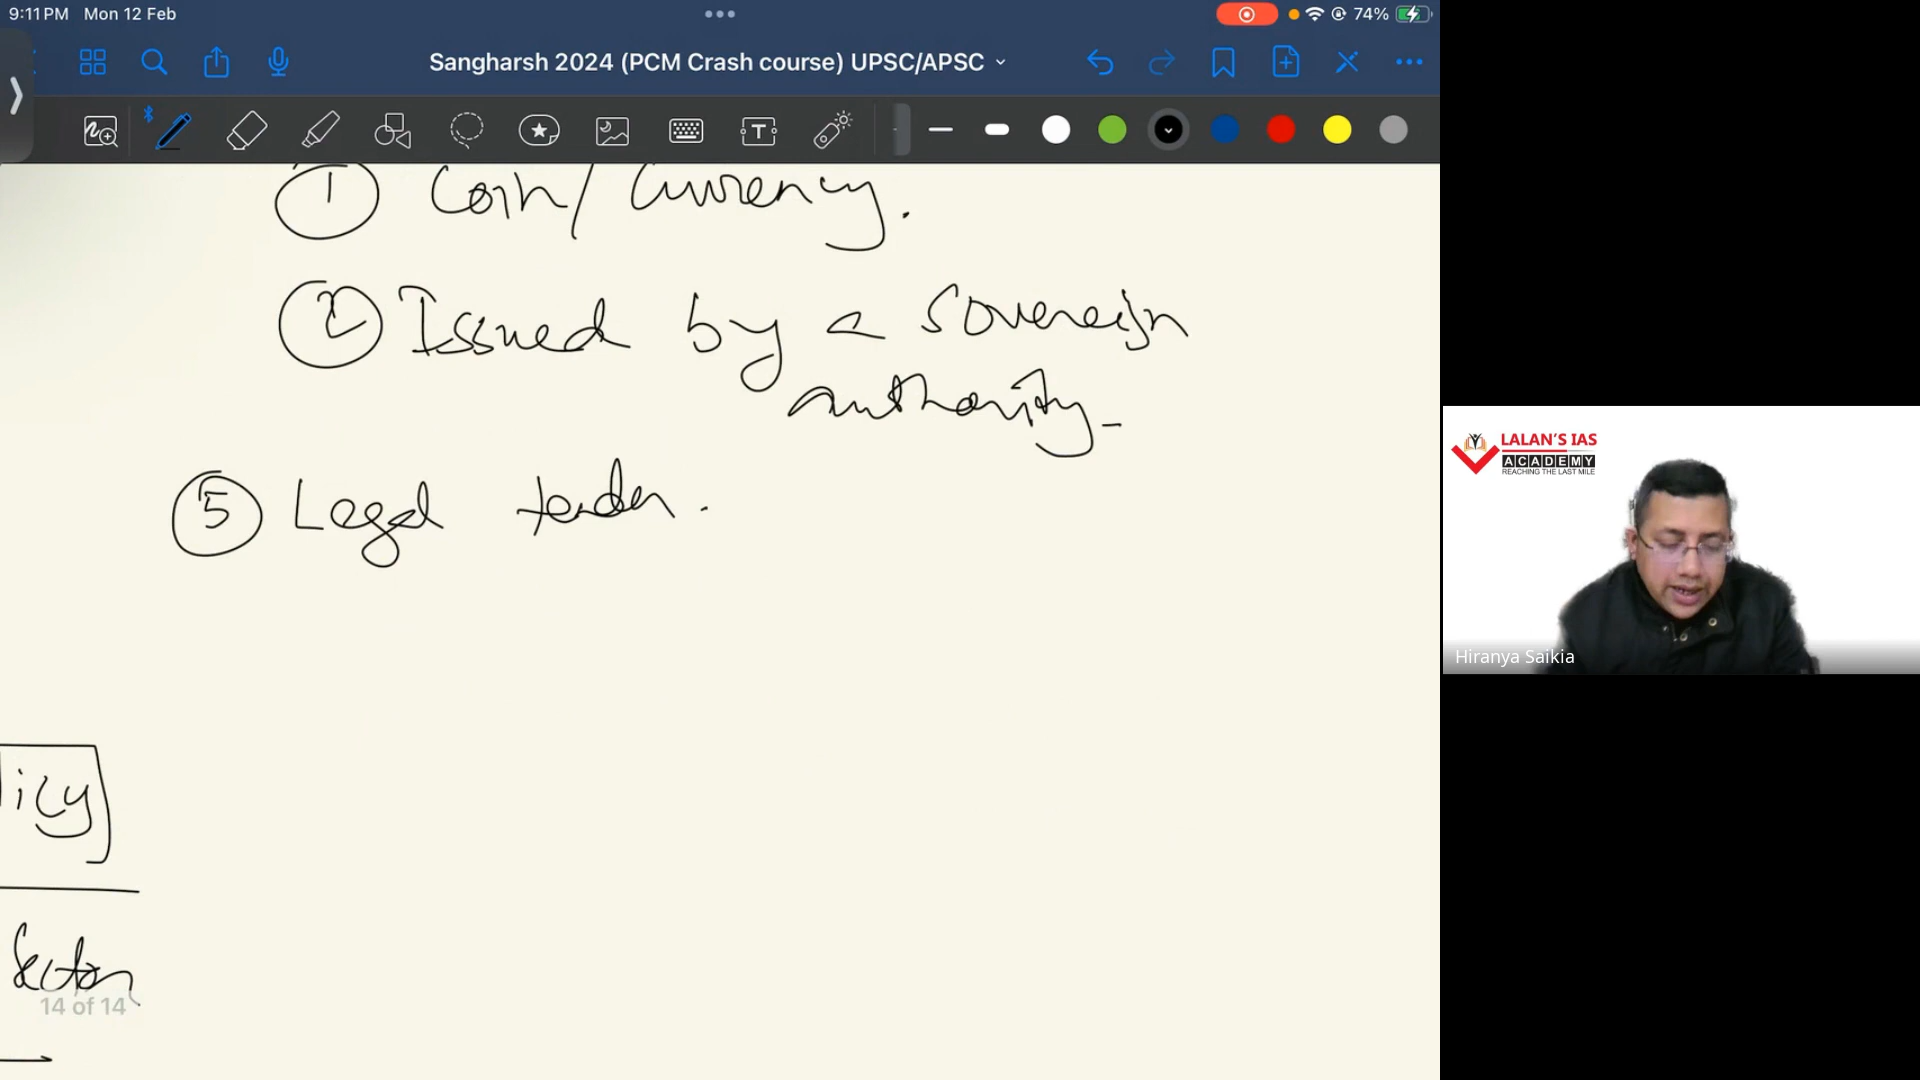 9:11 PM Mon 12 Feb
74%
Sangharsh 2024 (PCM Crash course) UPSC/APSC
T
1 Coin/Currency.
2 Issued by a sovereign
authority-
5 Legal tender.
licy
Sector
14 of 14
LALAN'S IAS
ACADEMY
REACHING THE LAST MILE
Hiranya Saikia